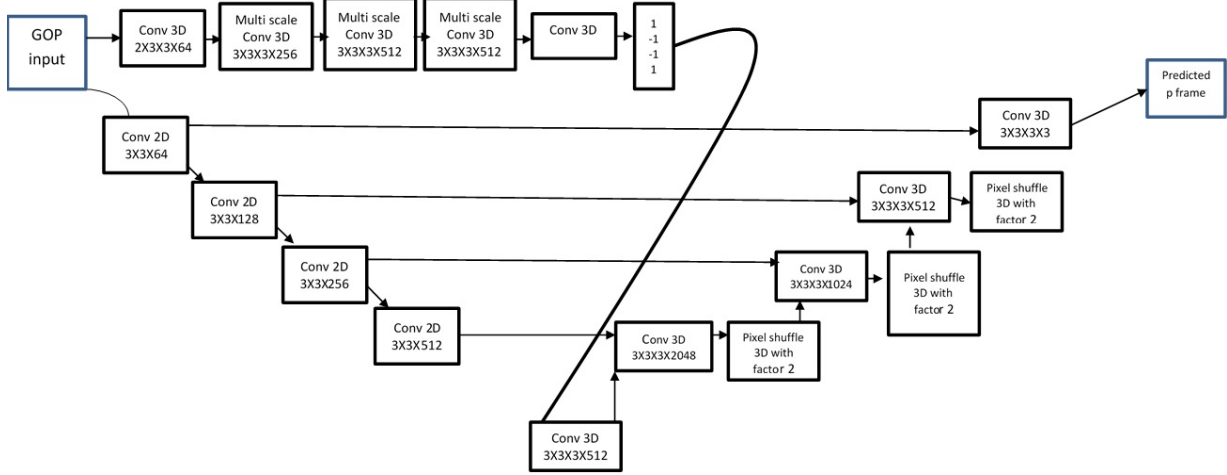 GOP
input
Conv 3D
2X3X3X64
Multi scale
Conv 3D
3X3X3X256
Multi scale
Conv 3D
3X3X3X512
Multi scale
Conv 3D
3X3X3X512
Conv 3D
1
-1
-1
1
Predicted
p frame
Conv 2D
3X3X64
Conv 3D
3X3X3X3
Conv 2D
3X3X128
Conv 3D
3X3X3X512
Pixel shuffle
3D with
factor 2
Conv 2D
3X3X256
Conv 3D
3X3X3X1024
Pixel shuffle
3D with
factor 2
Conv 2D
3X3X512
Conv 3D
3X3X3X2048
Pixel shuffle
3D with
factor 2
Conv 3D
3X3X3X512